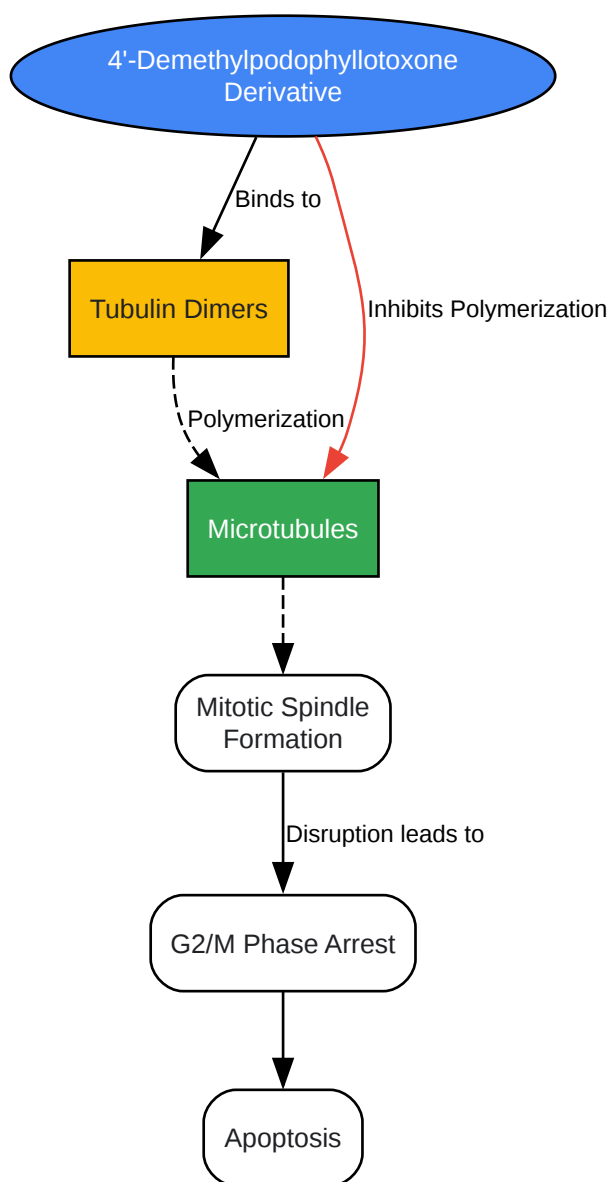 4'-Demethylpodophyllotoxone
Derivative
Binds to
Tubulin Dimers
Inhibits Polymerization
Polymerization
Microtubules
Mitotic Spindle
Formation
Disruption leads to
G2/M Phase Arrest
Apoptosis